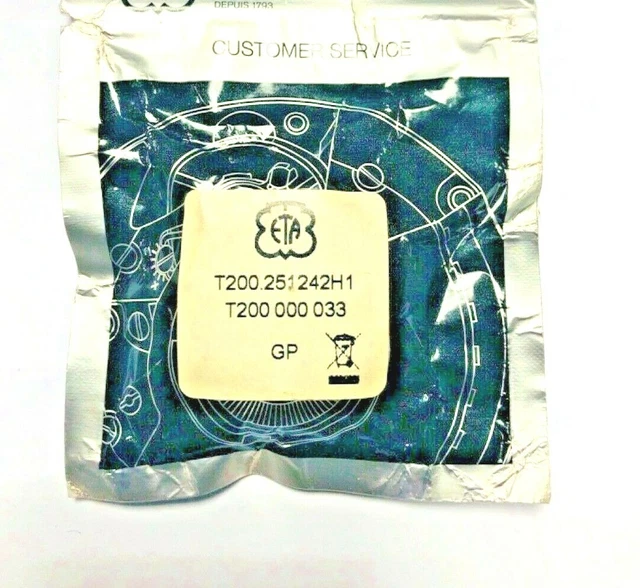 DEPUIS 1793
CUSTOMER SERVICE
ETA
T200.251242H1
T200 000 033
GP